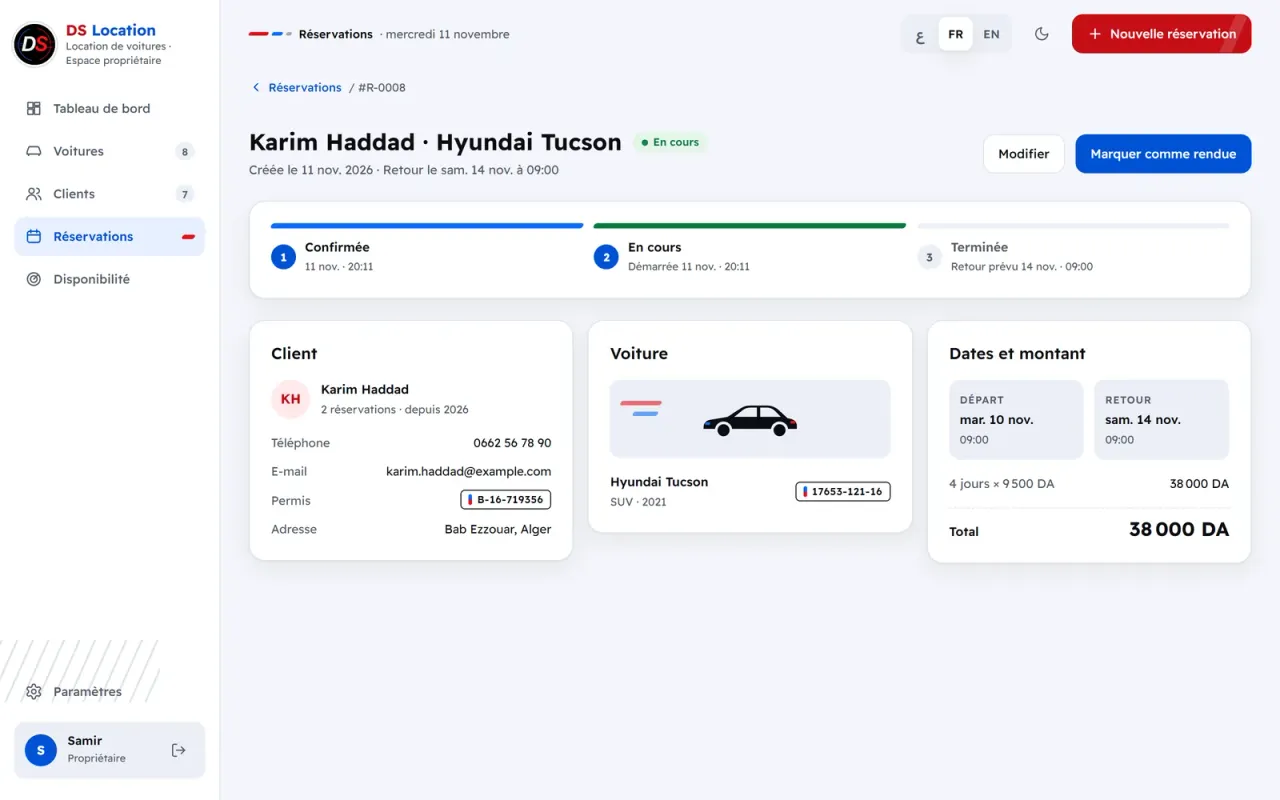 DS
DS Location
Location de voitures ·
Espace propriétaire
Tableau de bord
Voitures 8
Clients 7
Réservations
Disponibilité
Paramètres
S
Samir
Propriétaire
Réservations · mercredi 11 novembre
ع FR EN
+ Nouvelle réservation
Réservations / #R-0008
Karim Haddad · Hyundai Tucson
En cours
Créée le 11 nov. 2026 · Retour le sam. 14 nov. à 09:00
Modifier
Marquer comme rendue
1 Confirmée
11 nov. · 20:11
2 En cours
Démarrée 11 nov. · 20:11
3 Terminée
Retour prévu 14 nov. · 09:00
Client
KH
Karim Haddad
2 réservations · depuis 2026
Téléphone 0662 56 78 90
E-mail karim.haddad@example.com
Permis B-16-719356
Adresse Bab Ezzouar, Alger
Voiture
Hyundai Tucson
SUV · 2021
17653-121-16
Dates et montant
DÉPART
mar. 10 nov.
09:00
RETOUR
sam. 14 nov.
09:00
4 jours × 9 500 DA 38 000 DA
Total 38 000 DA